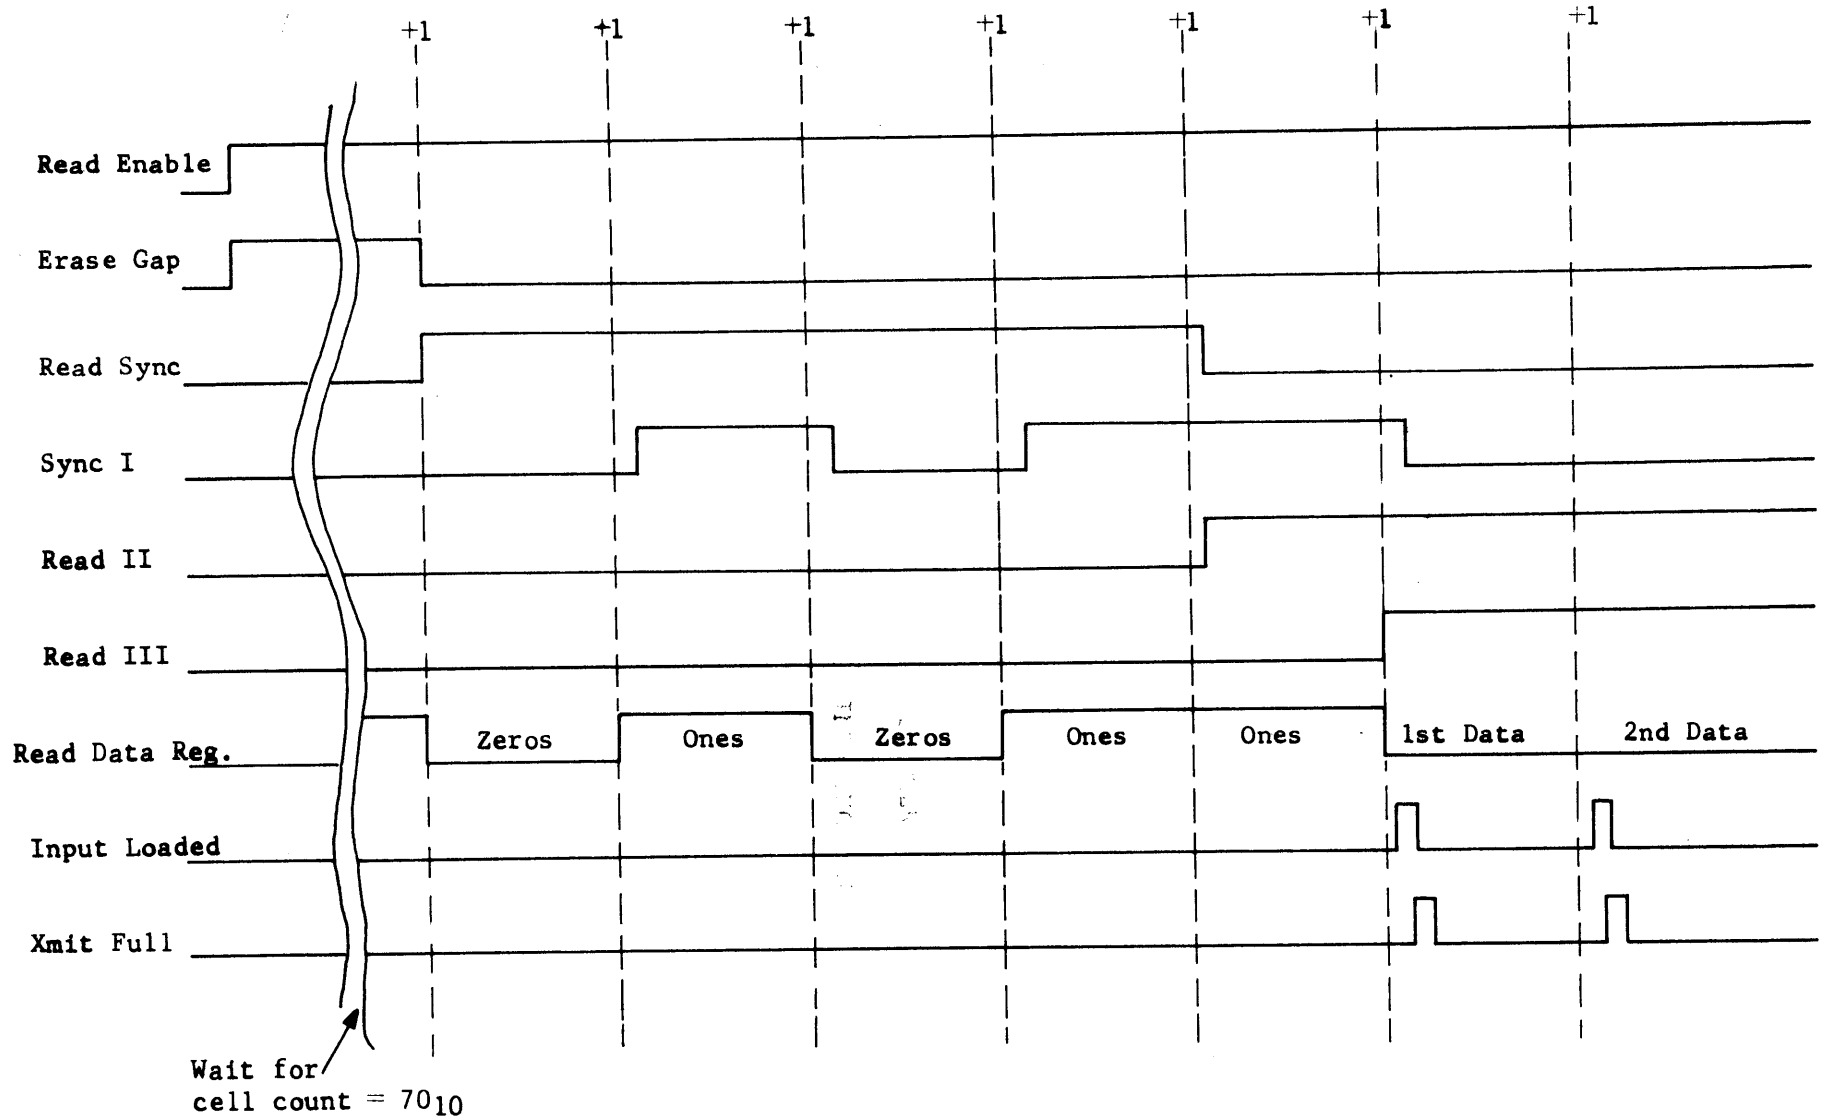 +1 +1 +1 +1 +1 +1 +1
Read Enable
Erase Gap
Read Sync
Sync I
Read II
Read III
Read Data Reg. Zeros Ones Zeros Ones Ones 1st Data 2nd Data
Input Loaded
Xmit Full
Wait for
cell count = 70₁₀